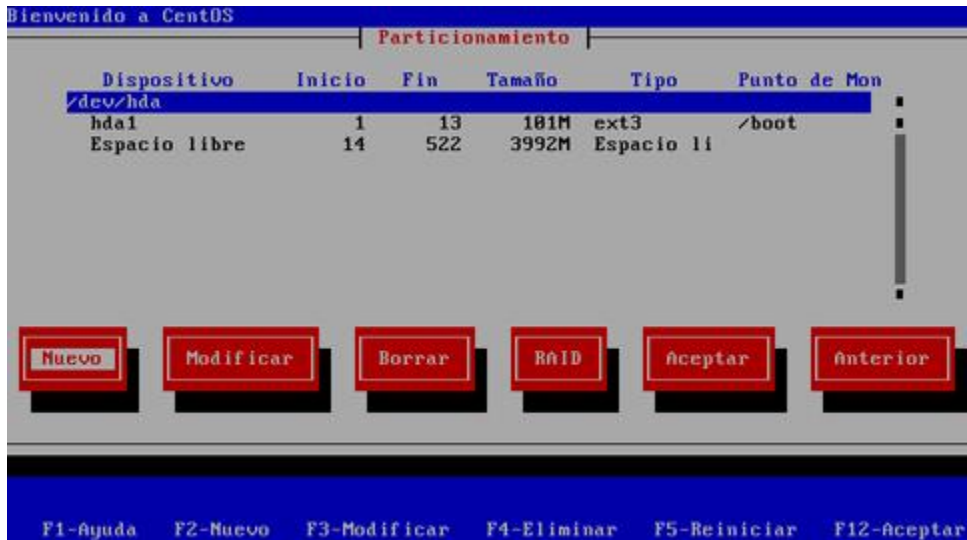 Bienvenido a CentOS
Particionamiento
Dispositivo Inicio Fin Tamaño Tipo Punto de Mon
/dev/hda
hda1 1 13 101M ext3 /boot
Espacio libre 14 522 3992M Espacio li
Nuevo Modificar Borrar RAID Aceptar Anterior
F1-Ayuda F2-Nuevo F3-Modificar F4-Eliminar F5-Reiniciar F12-Aceptar